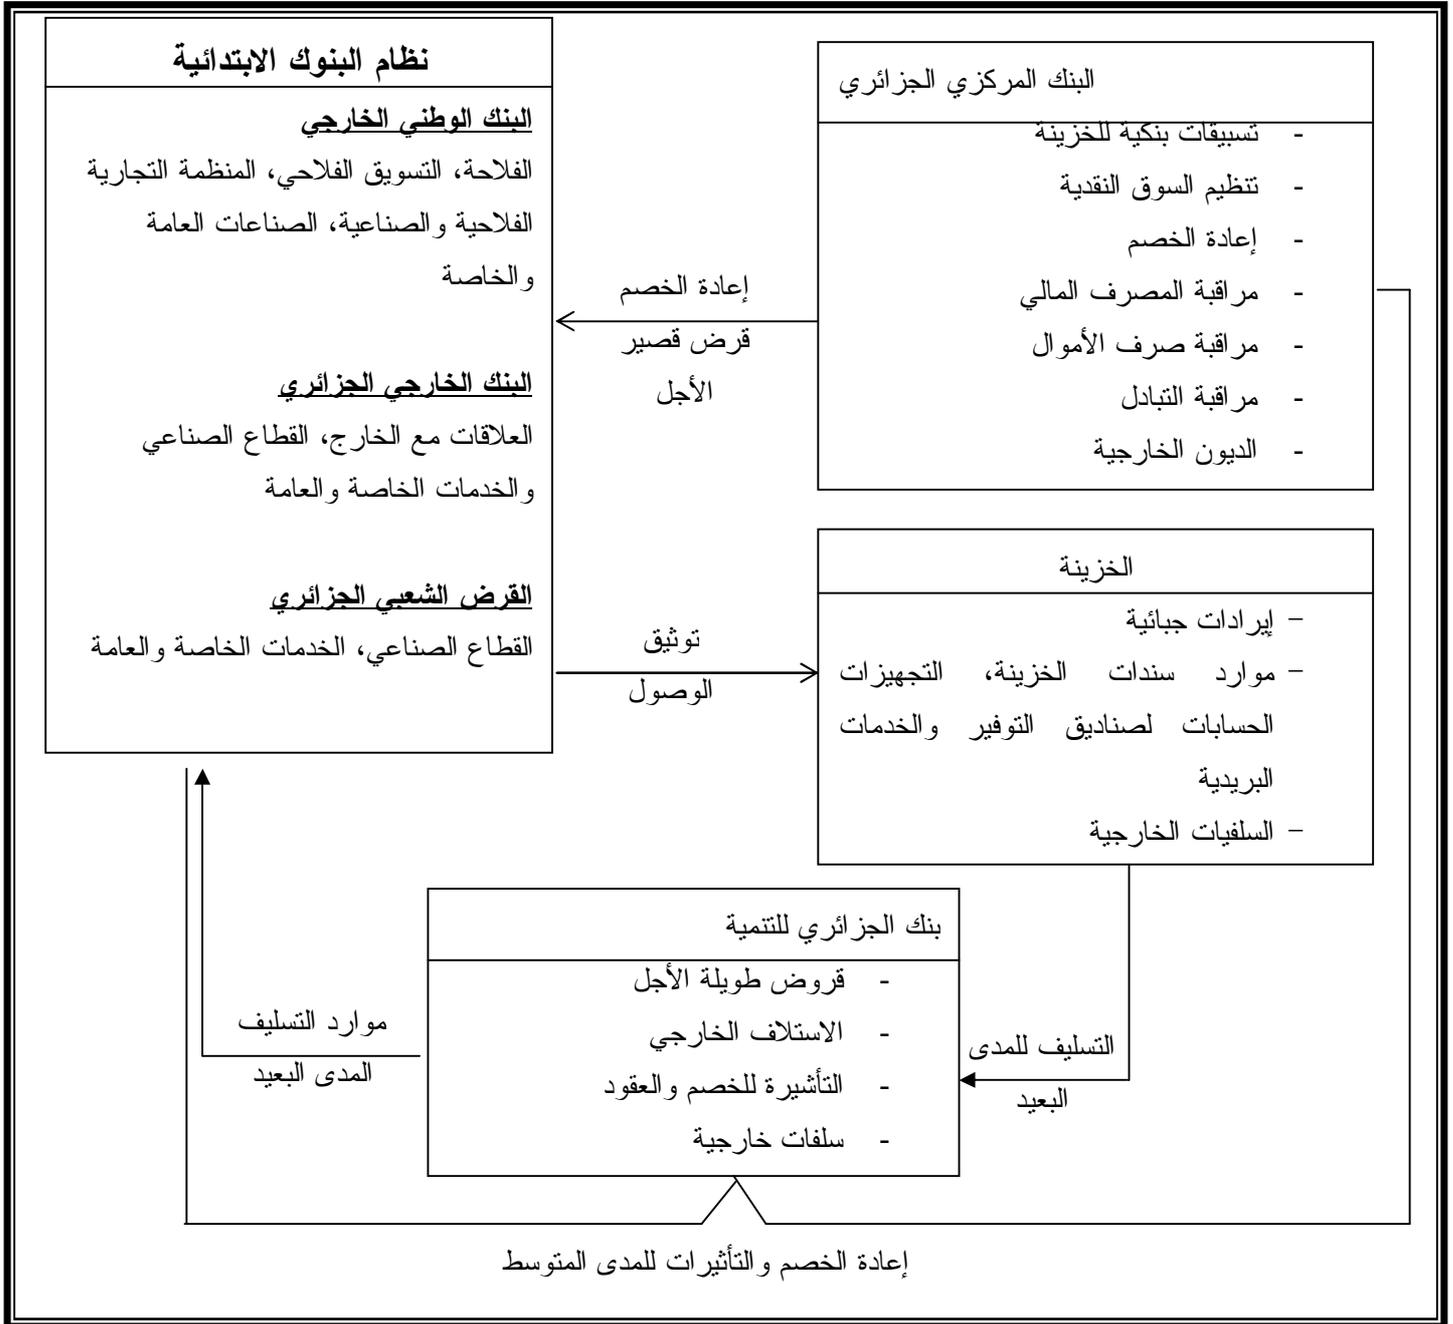 نظام البنوك الابتدائية
البنك الوطني الخارجي
الفلاحة، التسويق الفلاحي، المنظمة التجارية
الفلاحية والصناعية، الصناعات العامة
والخاصة
البنك الخارجي الجزائري
العلاقات مع الخارج، القطاع الصناعي
والخدمات الخاصة والعامة
القرض الشعبي الجزائري
القطاع الصناعي، الخدمات الخاصة والعامة
البنك المركزي الجزائري
- تسبيقات بنكية للخزينة
- تنظيم السوق النقدية
- إعادة الخصم
- مراقبة المصرف المالي
- مراقبة صرف الأموال
- مراقبة التبادل
- الديون الخارجية
إعادة الخصم
قرض قصير
الأجل
الخزينة
– إيرادات جبائية
– موارد سندات الخزينة، التجهيزات
الحسابات لصناديق التوفير والخدمات
البريدية
– السلفيات الخارجية
توثيق
الوصول
بنك الجزائري للتنمية
- قروض طويلة الأجل
- الاستلاف الخارجي
- التأشيرة للخصم والعقود
- سلفات خارجية
التسليف للمدى
البعيد
موارد التسليف
المدى البعيد
إعادة الخصم والتأثيرات للمدى المتوسط